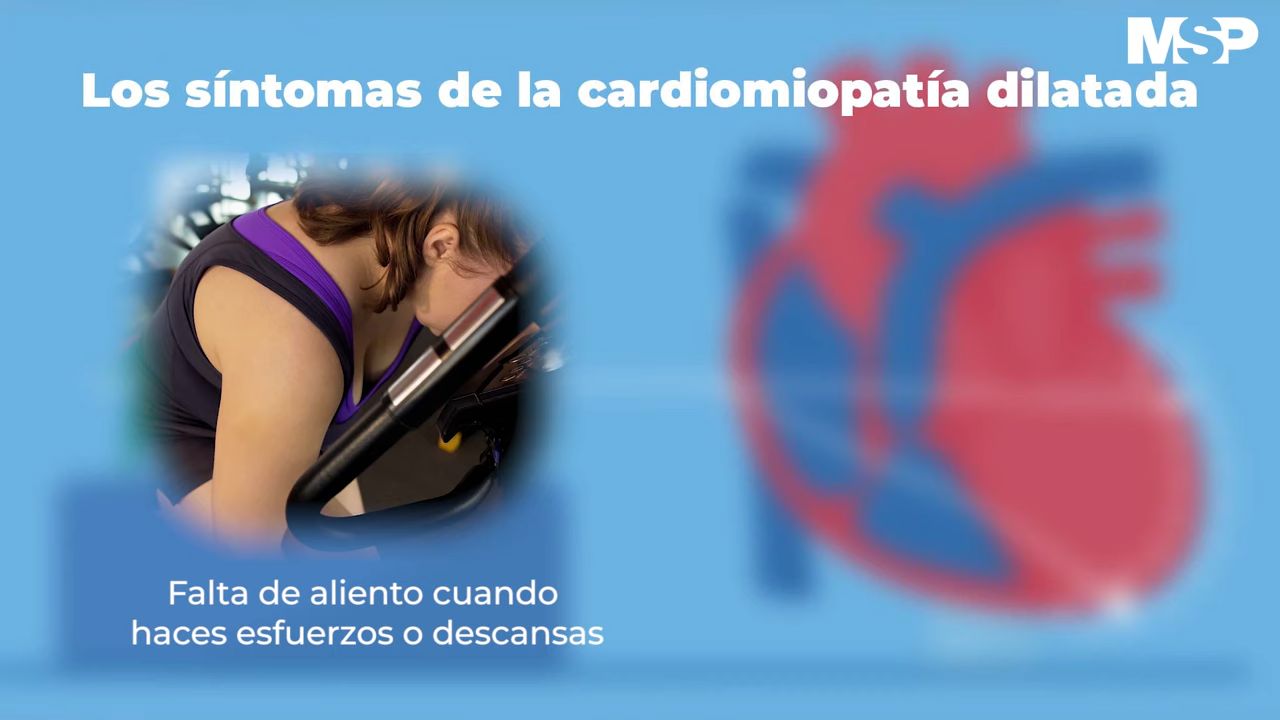 MSP
Los síntomas de la cardiomiopatía dilatada
Falta de aliento cuando
haces esfuerzos o descansas